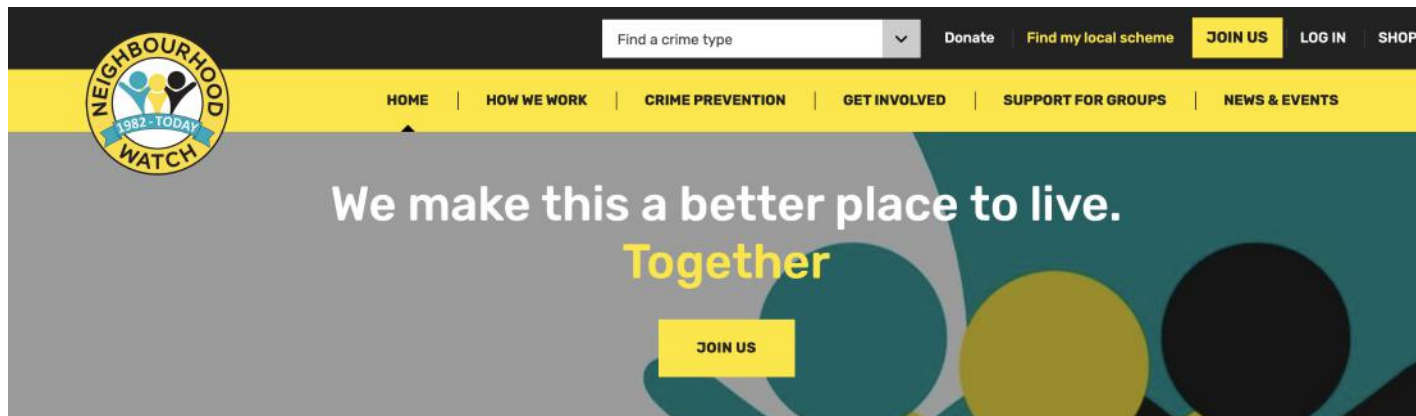 Find a crime type
Donate
Find my local scheme
JOIN US
LOG IN
SHOP
NEIGHBOURHOOD
1982 - TODAY
WATCH
HOME
HOW WE WORK
CRIME PREVENTION
GET INVOLVED
SUPPORT FOR GROUPS
NEWS & EVENTS
We make this a better place to live.
Together
JOIN US